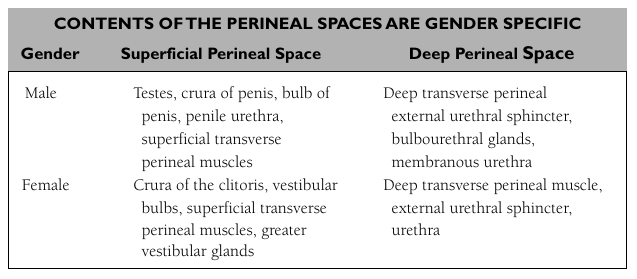 CONTENTS OF THE PERINEAL SPACES ARE GENDER SPECIFIC
Gender Superficial Perineal Space Deep Perineal Space
Male Testes, crura of penis, bulb of Deep transverse perineal
penis, penile urethra, external urethral sphincter,
superficial transverse bulbourethral glands,
perineal muscles membranous urethra
Female Crura of the clitoris, vestibular Deep transverse perineal muscle,
bulbs, superficial transverse external urethral sphincter,
perineal muscles, greater urethra
vestibular glands